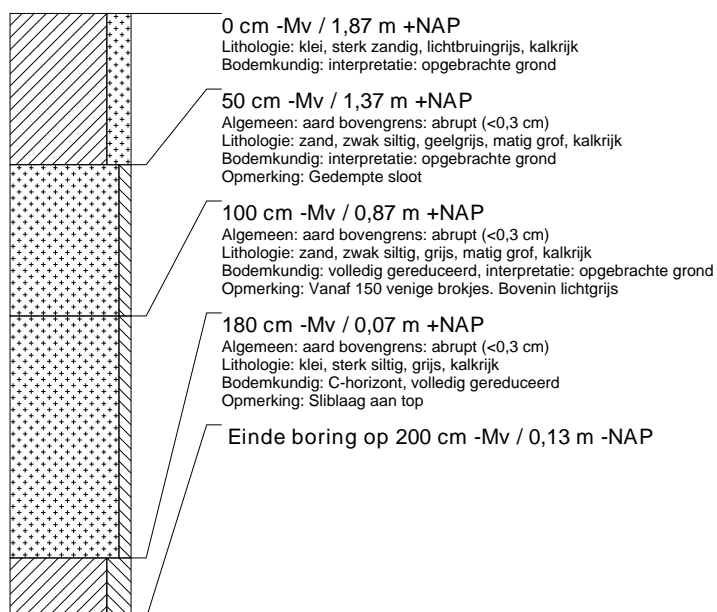 0 cm -Mv / 1,87 m +NAP
Lithologie: klei, sterk zandig, lichtbruingrijs, kalkrijk
Bodemkundig: interpretatie: opgebrachte grond
50 cm -Mv / 1,37 m +NAP
Algemeen: aard bovengrens: abrupt (<0,3 cm)
Lithologie: zand, zwak siltig, geelgrijs, matig grof, kalkrijk
Bodemkundig: interpretatie: opgebrachte grond
Opmerking: Gedempte sloot
100 cm -Mv / 0,87 m +NAP
Algemeen: aard bovengrens: abrupt (<0,3 cm)
Lithologie: zand, zwak siltig, grijs, matig grof, kalkrijk
Bodemkundig: volledig gereduceerd, interpretatie: opgebrachte grond
Opmerking: Vanaf 150 venige brokjes. Bovenin lichtgrijs
180 cm -Mv / 0,07 m +NAP
Algemeen: aard bovengrens: abrupt (<0,3 cm)
Lithologie: klei, sterk siltig, grijs, kalkrijk
Bodemkundig: C-horizont, volledig gereduceerd
Opmerking: Sliblaag aan top
Einde boring op 200 cm -Mv / 0,13 m -NAP